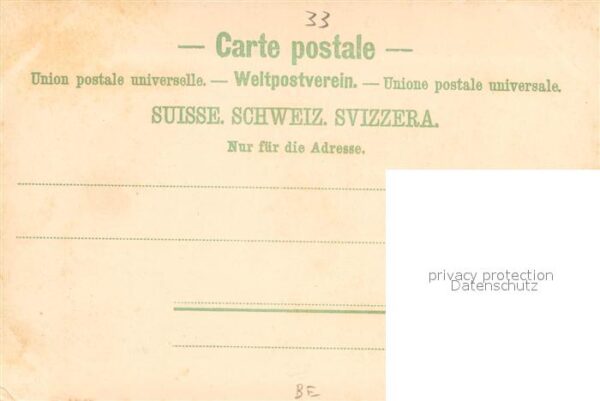 33
— Carte postale —
Union postale universelle. — Weltpostverein. — Unione postale universale.
SUISSE. SCHWEIZ. SVIZZERA.
Nur für die Adresse.
privacy protection
Datenschutz
BE